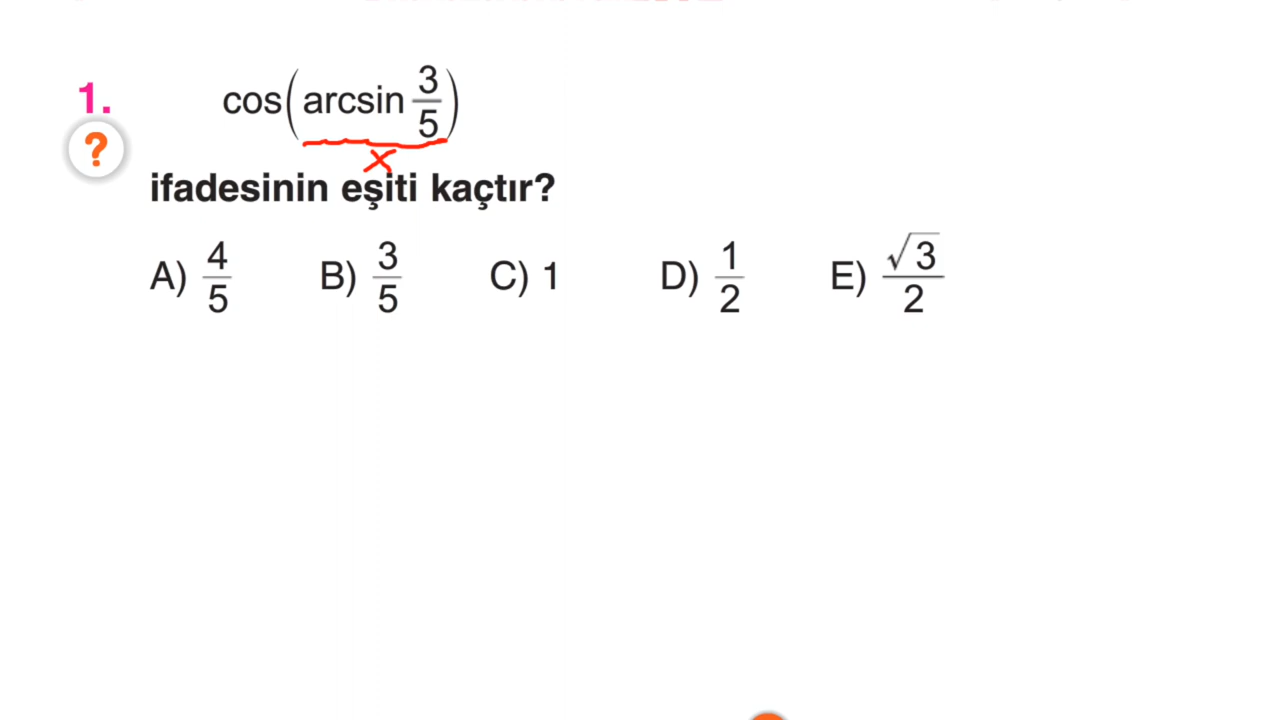 1. cos(arcsin 3/5)
?
x
ifadesinin eşiti kaçtır?
A) 4/5 B) 3/5 C) 1 D) 1/2 E) √3/2